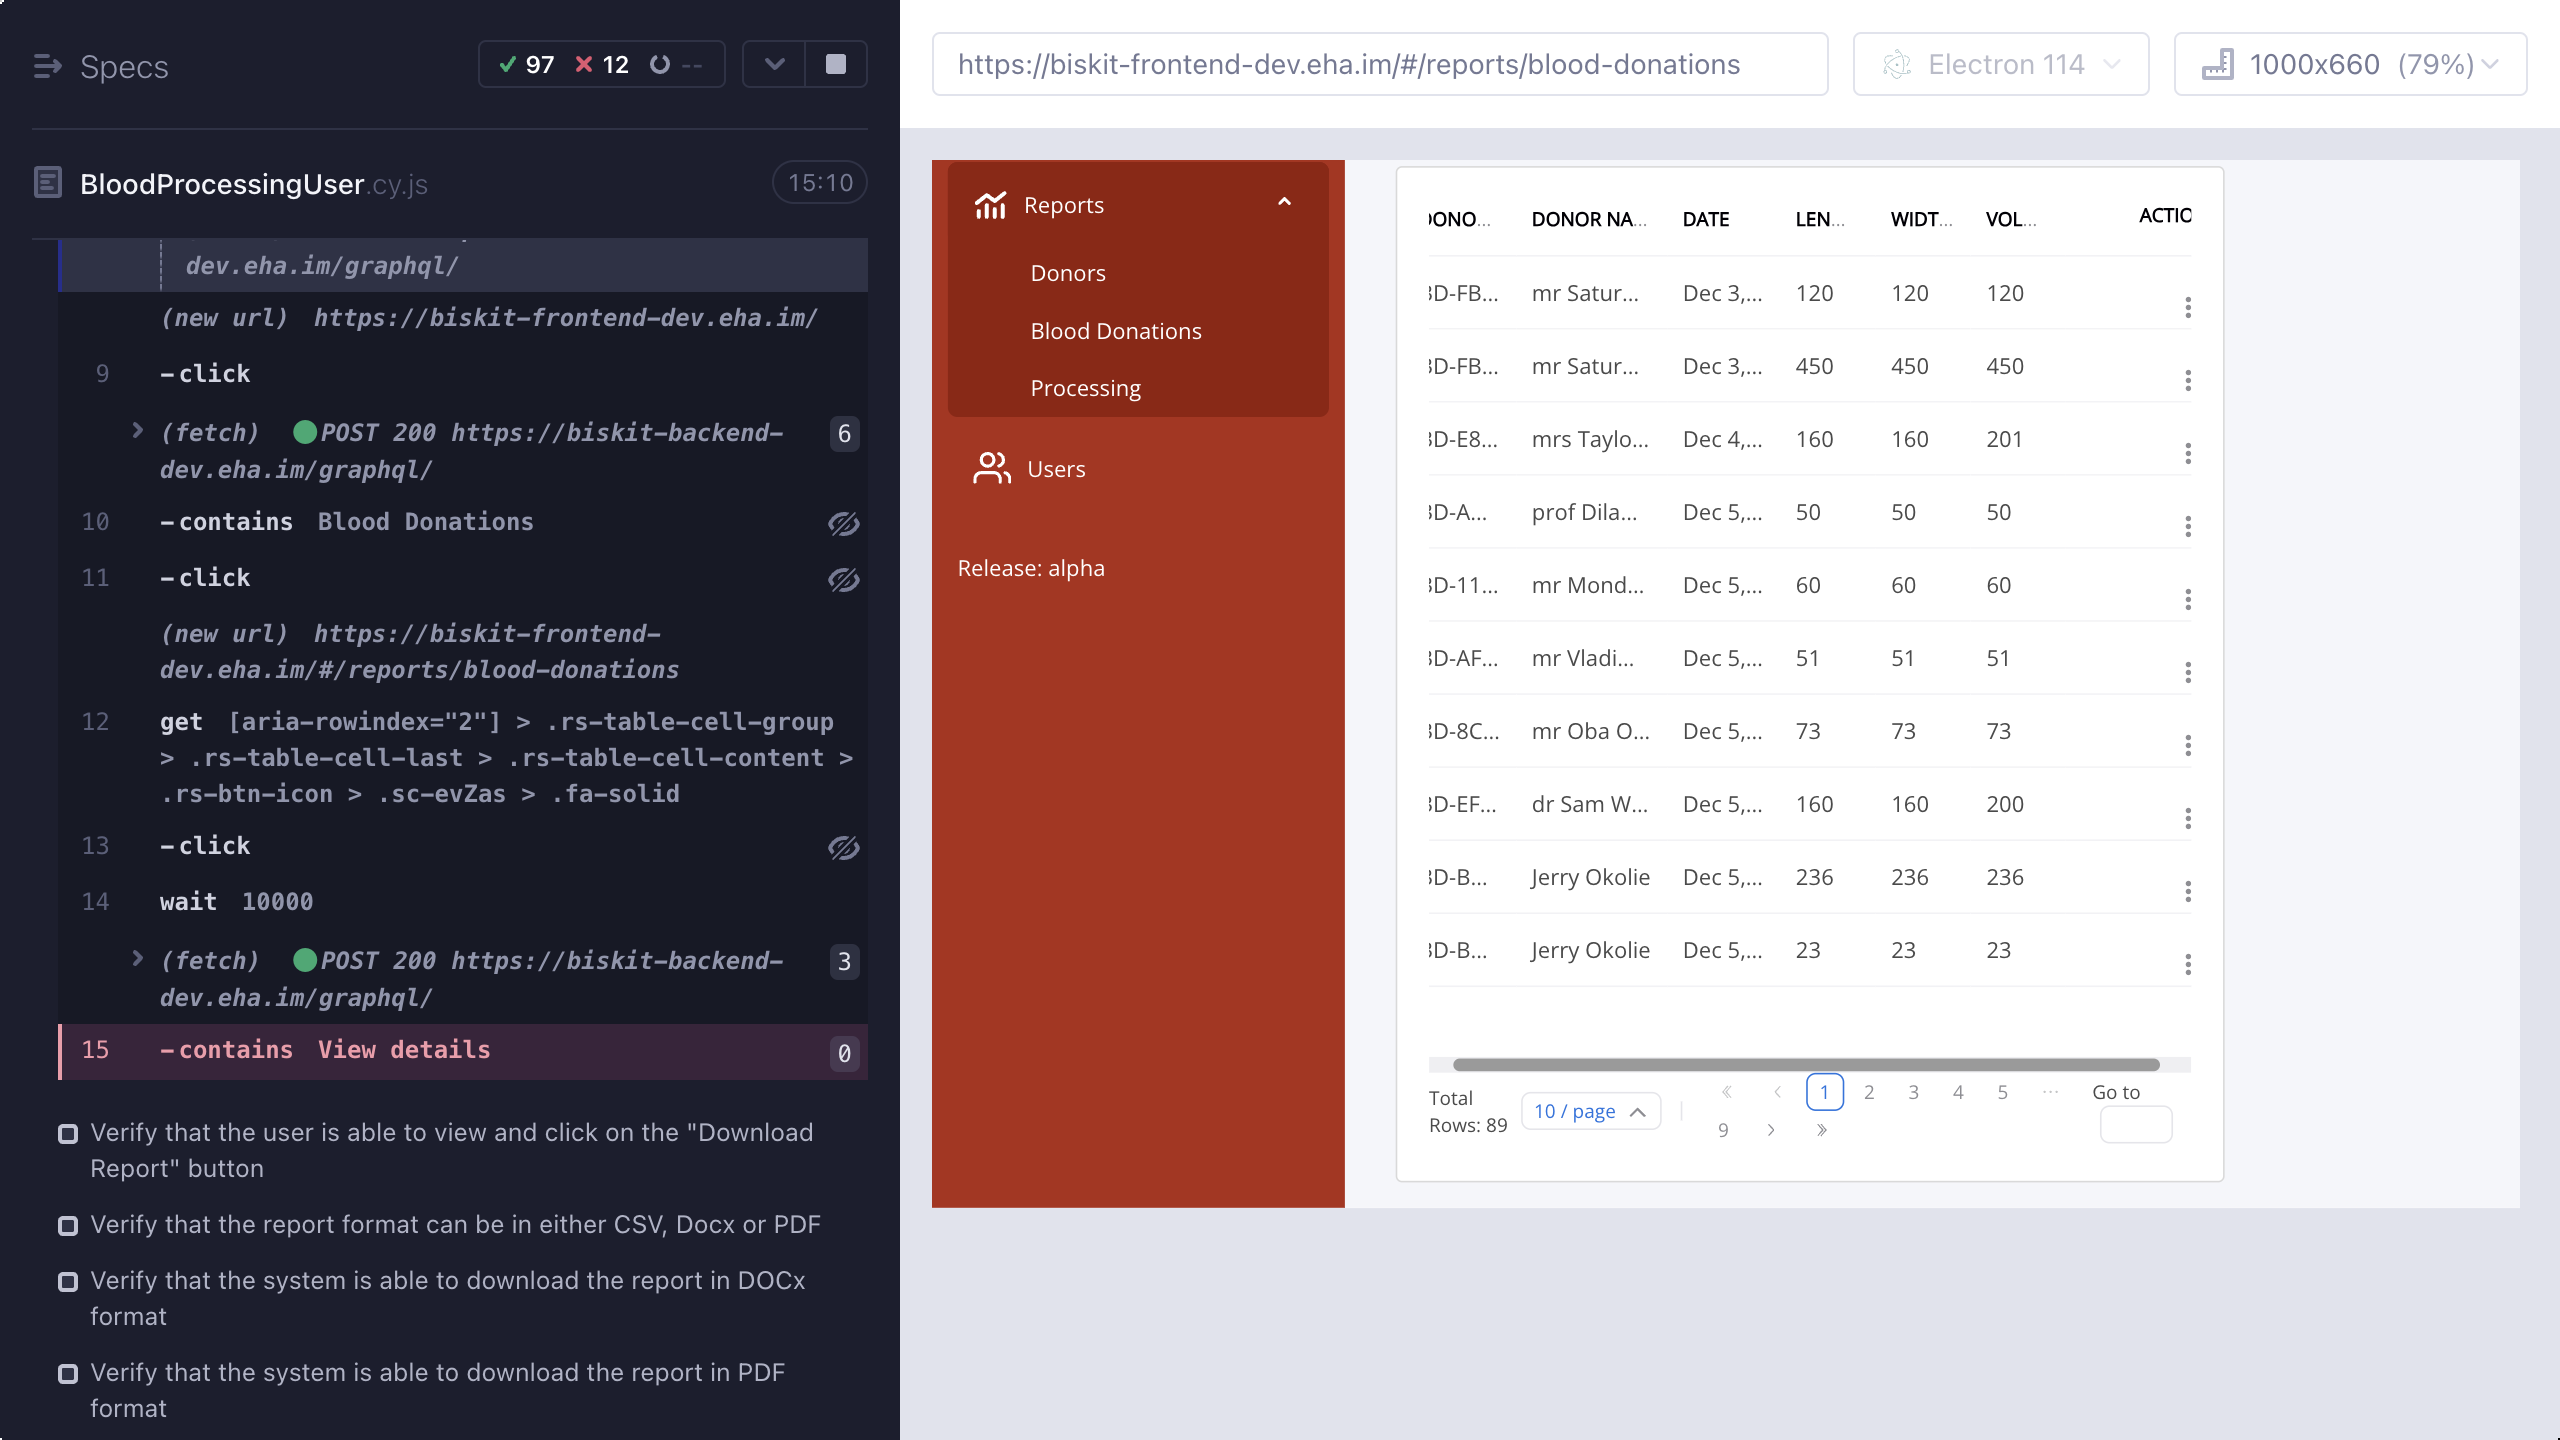 Specs
97 12 --
BloodProcessingUser.cy.js
15:10
dev.eha.im/graphql/
(new url) https://biskit-frontend-dev.eha.im/
9 -click
(fetch) POST 200 https://biskit-backend-
dev.eha.im/graphql/
6
10 -contains Blood Donations
11 -click
(new url) https://biskit-frontend-
dev.eha.im/#/reports/blood-donations
12 get [aria-rowindex="2"] > .rs-table-cell-group
> .rs-table-cell-last > .rs-table-cell-content >
.rs-btn-icon > .sc-evZas > .fa-solid
13 -click
14 wait 10000
(fetch) POST 200 https://biskit-backend-
dev.eha.im/graphql/
3
15 -contains View details 0
Verify that the user is able to view and click on the "Download
Report" button
Verify that the report format can be in either CSV, Docx or PDF
Verify that the system is able to download the report in DOCx
format
Verify that the system is able to download the report in PDF
format
https://biskit-frontend-dev.eha.im/#/reports/blood-donations
Electron 114
1000x660 (79%)
Reports
Donors
Blood Donations
Processing
Users
Release: alpha
DONO... DONOR NA... DATE LEN... WIDT... VOL... ACTIO
BD-FB... mr Satur... Dec 3,... 120 120 120
BD-FB... mr Satur... Dec 3,... 450 450 450
BD-E8... mrs Taylo... Dec 4,... 160 160 201
BD-A... prof Dila... Dec 5,... 50 50 50
BD-11... mr Mond... Dec 5,... 60 60 60
BD-AF... mr Vladi... Dec 5,... 51 51 51
BD-8C... mr Oba O... Dec 5,... 73 73 73
BD-EF... dr Sam W... Dec 5,... 160 160 200
BD-B... Jerry Okolie Dec 5,... 236 236 236
BD-B... Jerry Okolie Dec 5,... 23 23 23
Total
Rows: 89
10 / page
« ‹ 1 2 3 4 5 ··· 
9 › »
Go to